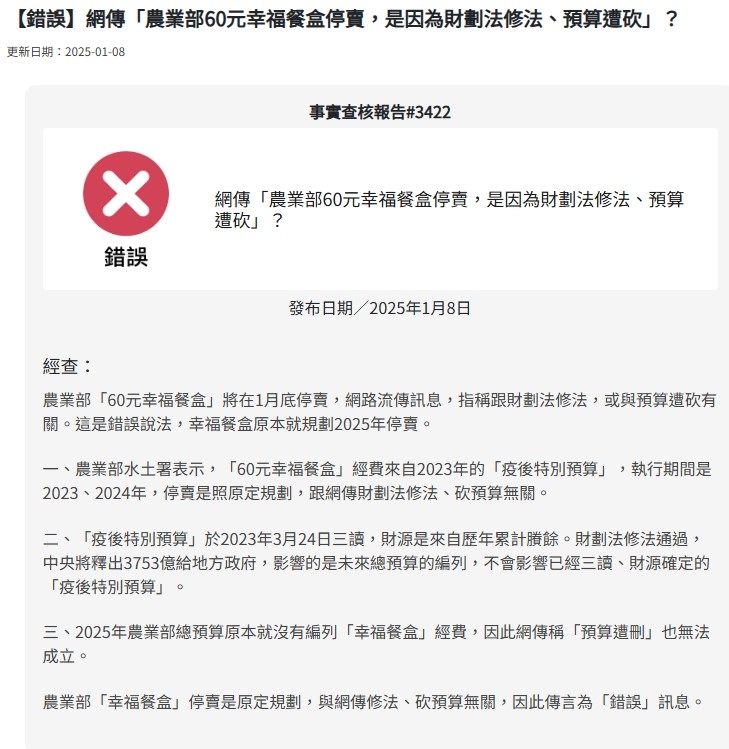 【錯誤】網傳「農業部60元幸福餐盒停賣，是因為財劃法修法、預算遭砍」？
更新日期：2025-01-08
事實查核報告#3422
網傳「農業部60元幸福餐盒停賣，是因為財劃法修法、預算
遭砍」？
錯誤
發布日期／2025年1月8日
經查：
農業部「60元幸福餐盒」將在1月底停賣，網路流傳訊息，指稱跟財劃法修法，或與預算遭砍有
關。這是錯誤說法，幸福餐盒原本就規劃2025年停賣。
一、農業部水土署表示，「60元幸福餐盒」經費來自2023年的「疫後特別預算」，執行期間是
2023、2024年，停賣是照原定規劃，跟網傳財劃法修法、砍預算無關。
二、「疫後特別預算」於2023年3月24日三讀，財源是來自歷年累計賸餘。財劃法修法通過，
中央將釋出3753億給地方政府，影響的是未來總預算的編列，不會影響已經三讀、財源確定的
「疫後特別預算」。
三、2025年農業部總預算原本就沒有編列「幸福餐盒」經費，因此網傳稱「預算遭刪」也無法
成立。
農業部「幸福餐盒」停賣是原定規劃，與網傳修法、砍預算無關，因此傳言為「錯誤」訊息。